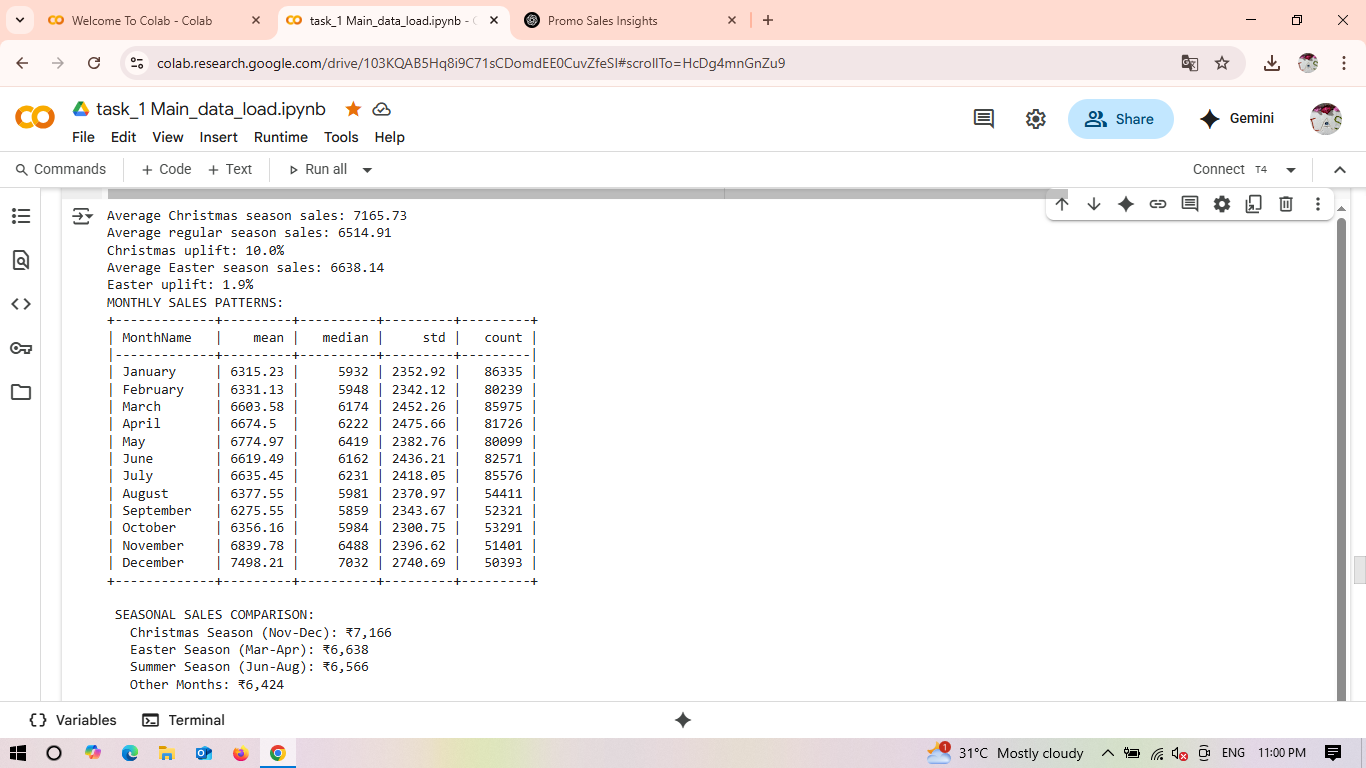 Welcome To Colab - Colab
task_1 Main_data_load.ipynb -
Promo Sales Insights
colab.research.google.com/drive/103KQAB5Hq8i9C71sCDomdEE0CuvZfeSl#scrollTo=HcDg4mnGnZu9
task_1 Main_data_load.ipynb
File Edit View Insert Runtime Tools Help
Share
Gemini
Commands + Code + Text Run all
Connect T4
Average Christmas season sales: 7165.73
Average regular season sales: 6514.91
Christmas uplift: 10.0%
Average Easter season sales: 6638.14
Easter uplift: 1.9%
MONTHLY SALES PATTERNS:
+-------------+---------+----------+---------+---------+
| MonthName | mean | median | std | count |
|-------------+---------+----------+---------+---------|
| January | 6315.23 | 5932 | 2352.92 | 86335 |
| February | 6331.13 | 5948 | 2342.12 | 80239 |
| March | 6603.58 | 6174 | 2452.26 | 85975 |
| April | 6674.5 | 6222 | 2475.66 | 81726 |
| May | 6774.97 | 6419 | 2382.76 | 80099 |
| June | 6619.49 | 6162 | 2436.21 | 82571 |
| July | 6635.45 | 6231 | 2418.05 | 85576 |
| August | 6377.55 | 5981 | 2370.97 | 54411 |
| September | 6275.55 | 5859 | 2343.67 | 52321 |
| October | 6356.16 | 5984 | 2300.75 | 53291 |
| November | 6839.78 | 6488 | 2396.62 | 51401 |
| December | 7498.21 | 7032 | 2740.69 | 50393 |
+-------------+---------+----------+---------+---------+
SEASONAL SALES COMPARISON:
Christmas Season (Nov-Dec): ₹7,166
Easter Season (Mar-Apr): ₹6,638
Summer Season (Jun-Aug): ₹6,566
Other Months: ₹6,424
Variables Terminal
1 31°C Mostly cloudy ENG 11:00 PM